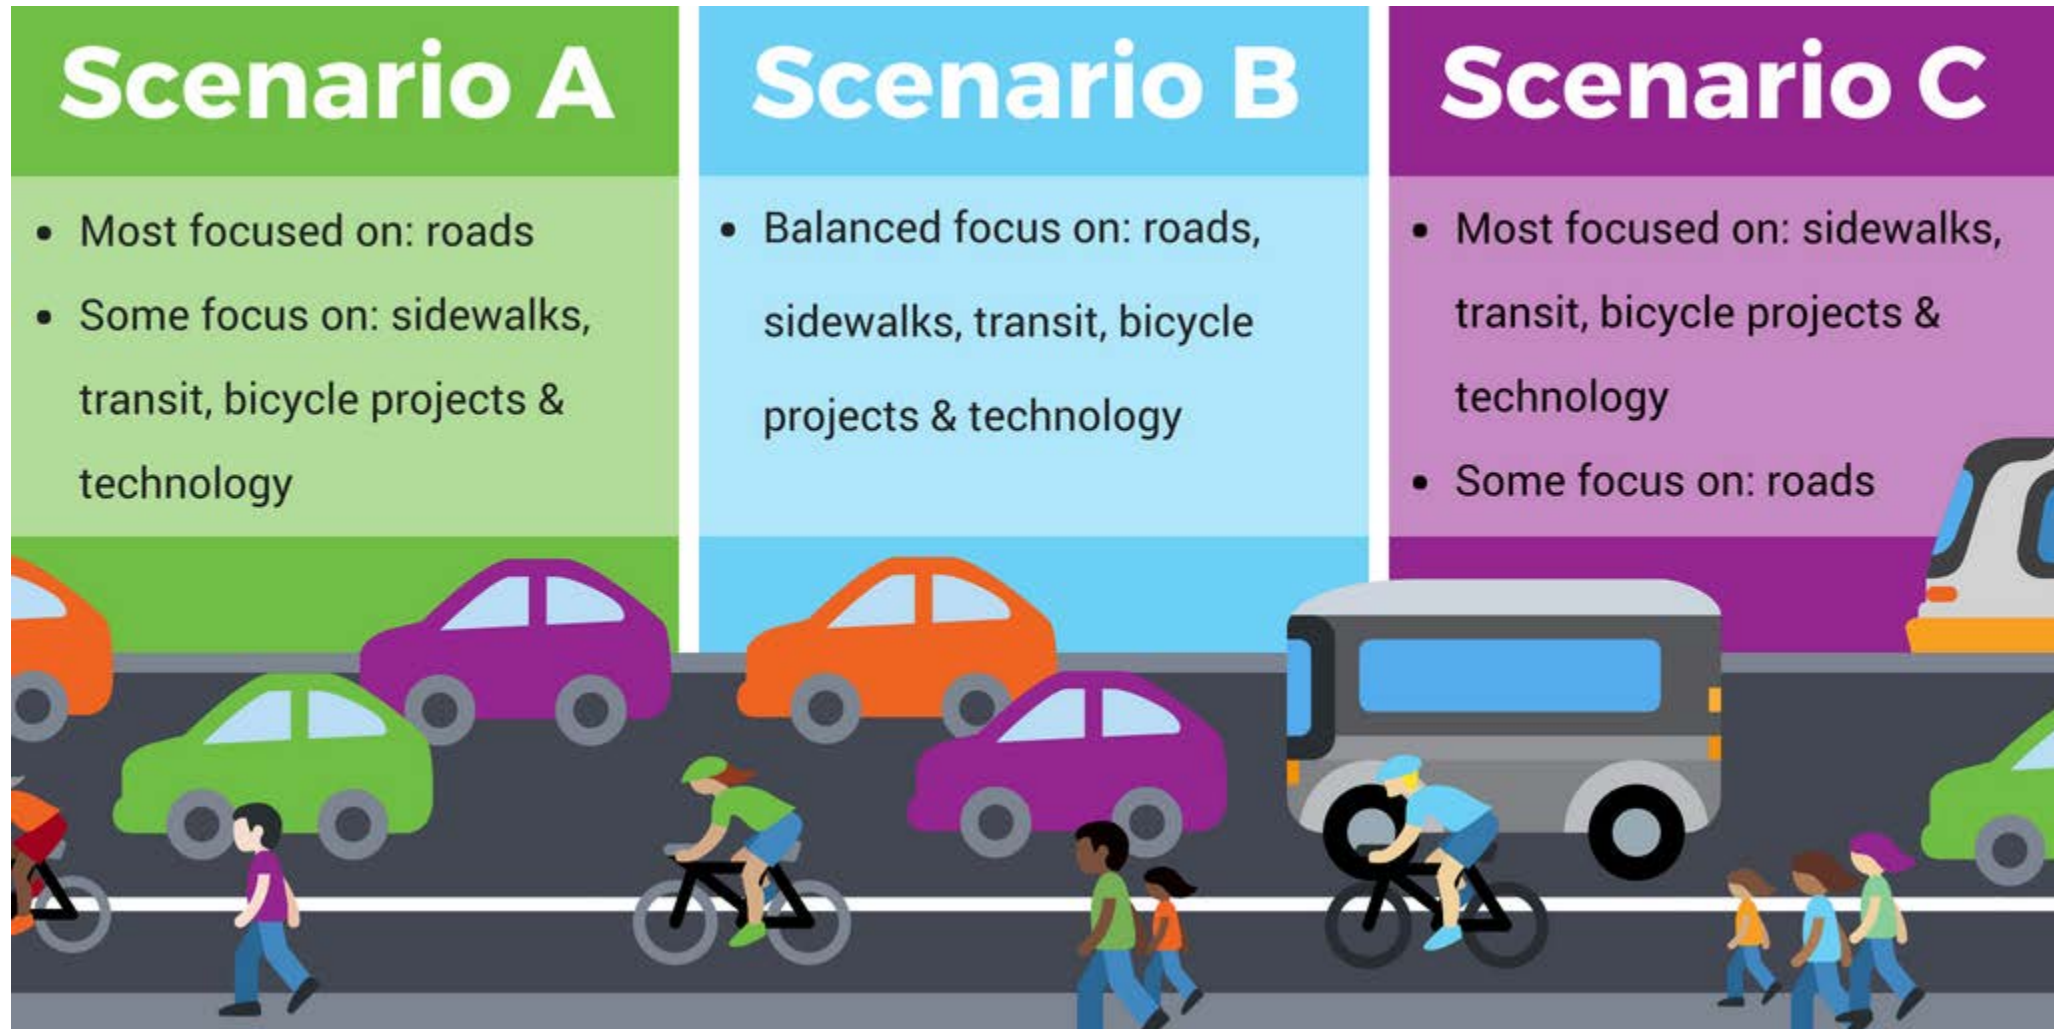 Scenario A
• Most focused on: roads
• Some focus on: sidewalks,
transit, bicycle projects &
technology
Scenario B
• Balanced focus on: roads,
sidewalks, transit, bicycle
projects & technology
Scenario C
• Most focused on: sidewalks,
transit, bicycle projects &
technology
• Some focus on: roads